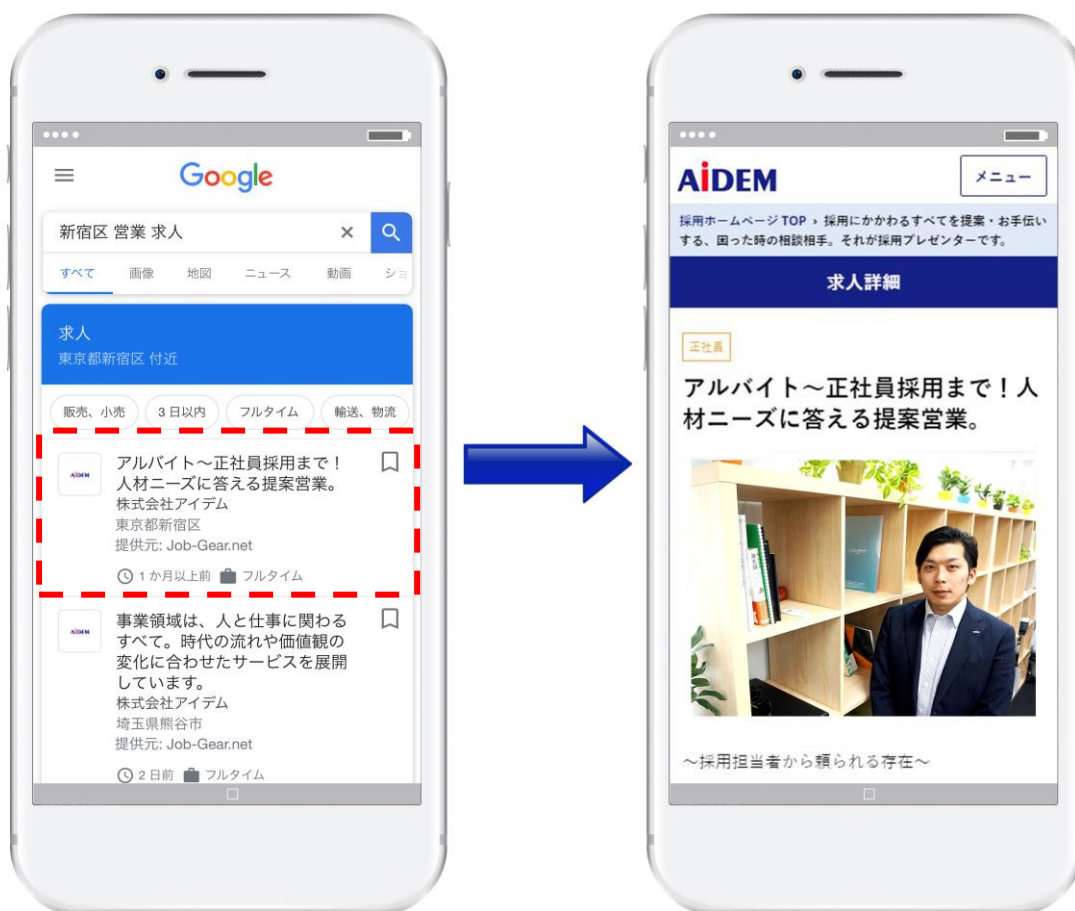 Google
新宿区 営業 求人
すべて 画像 地図 ニュース 動画 ショ
求人
東京都新宿区 付近
販売、小売 3 日以内 フルタイム 輸送、物流
AiDEM
アルバイト～正社員採用まで！
人材ニーズに答える提案営業。
株式会社アイデム
東京都新宿区
提供元: Job-Gear.net
1 か月以上前 フルタイム
AiDEM
事業領域は、人と仕事に関わる
すべて。時代の流れや価値観の
変化に合わせたサービスを展開
しています。
株式会社アイデム
埼玉県熊谷市
提供元: Job-Gear.net
2 日前 フルタイム
AiDEM メニュー
採用ホームページ TOP › 採用にかかわるすべてを提案・お手伝い
する、困った時の相談相手。それが採用プレゼンターです。
求人詳細
正社員
アルバイト～正社員採用まで！人
材ニーズに答える提案営業。
～採用担当者から頼られる存在～